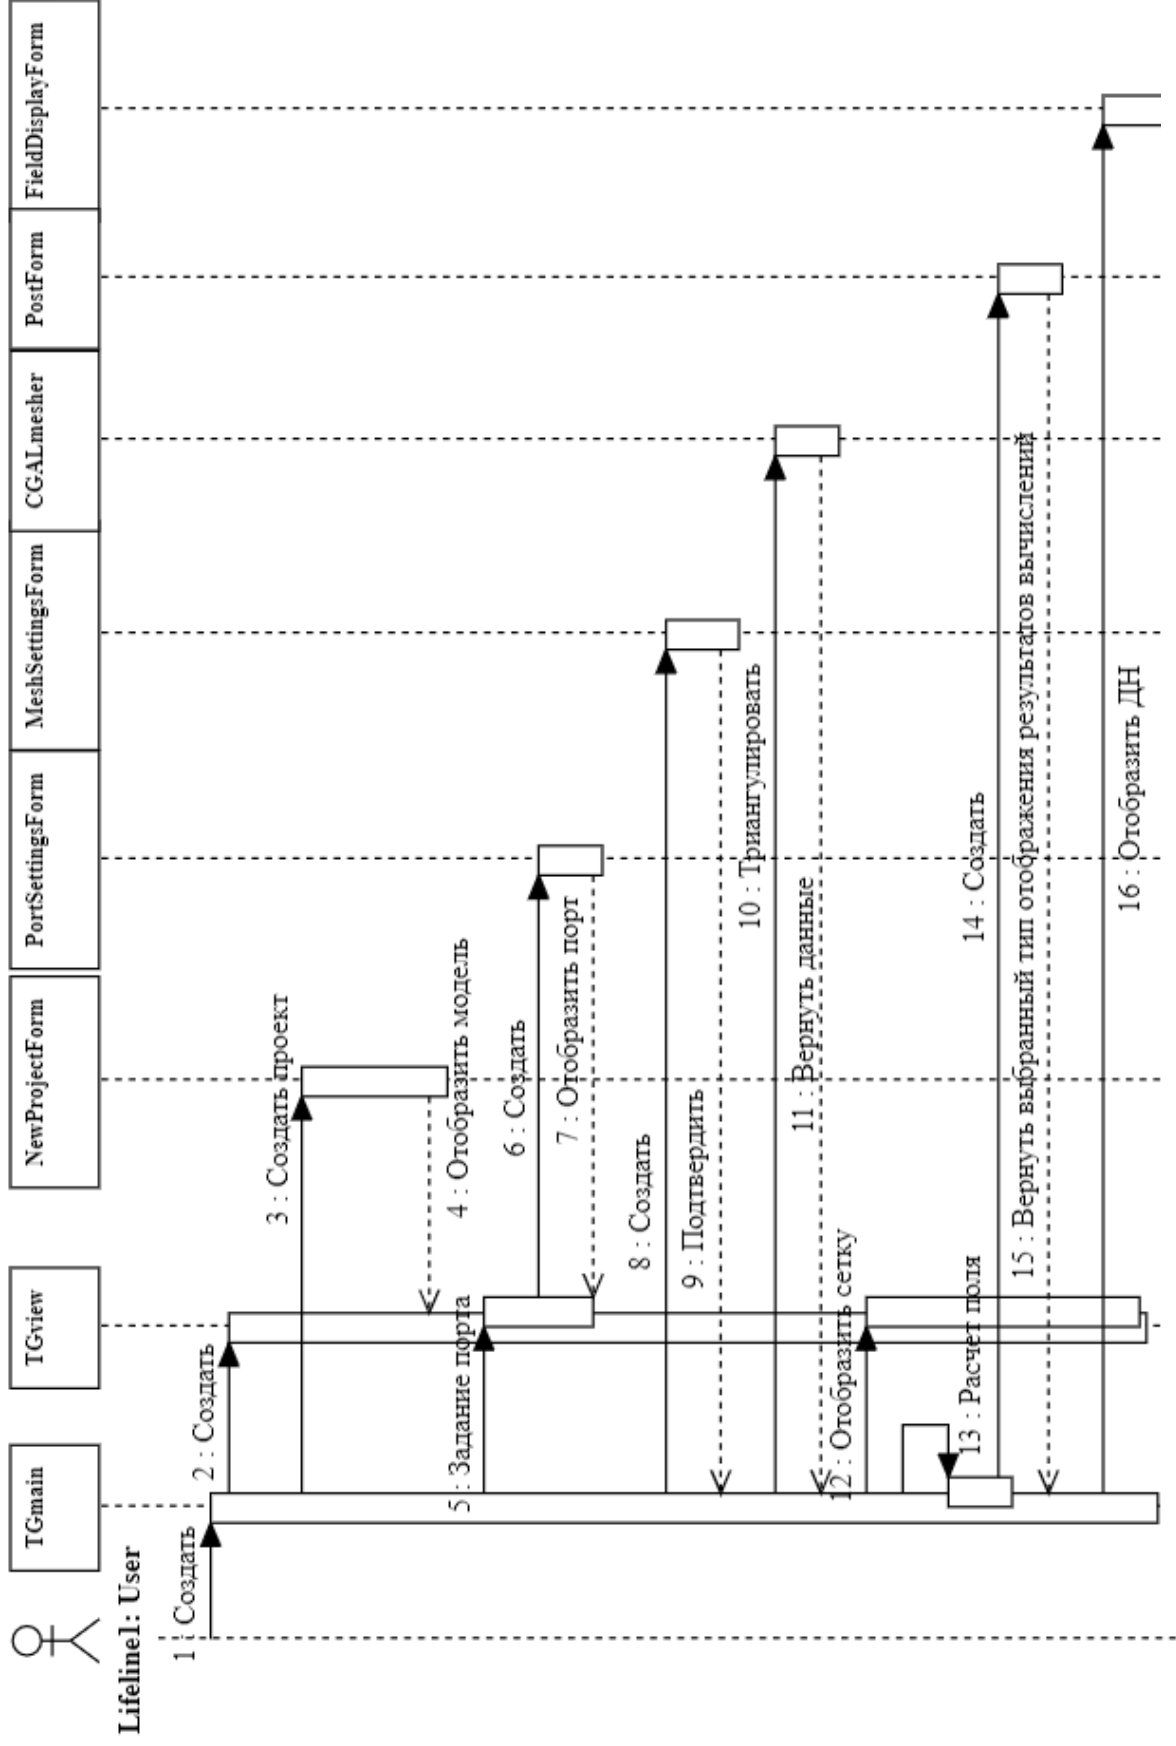 Lifeline1: User
TGmain
TGview
NewProjectForm
PortSettingsForm
MeshSettingsForm
CGALmesher
PostForm
FieldDisplayForm
1 : Создать
2 : Создать
3 : Создать проект
4 : Отобразить модель
5 : Задание порта
6 : Создать
7 : Отобразить порт
8 : Создать
9 : Подтвердить
10 : Триангулировать
11 : Вернуть данные
12 : Отобразить сетку
13 : Расчет поля
14 : Создать
15 : Вернуть выбранный тип отображения результатов вычислений
16 : Отобразить ДН